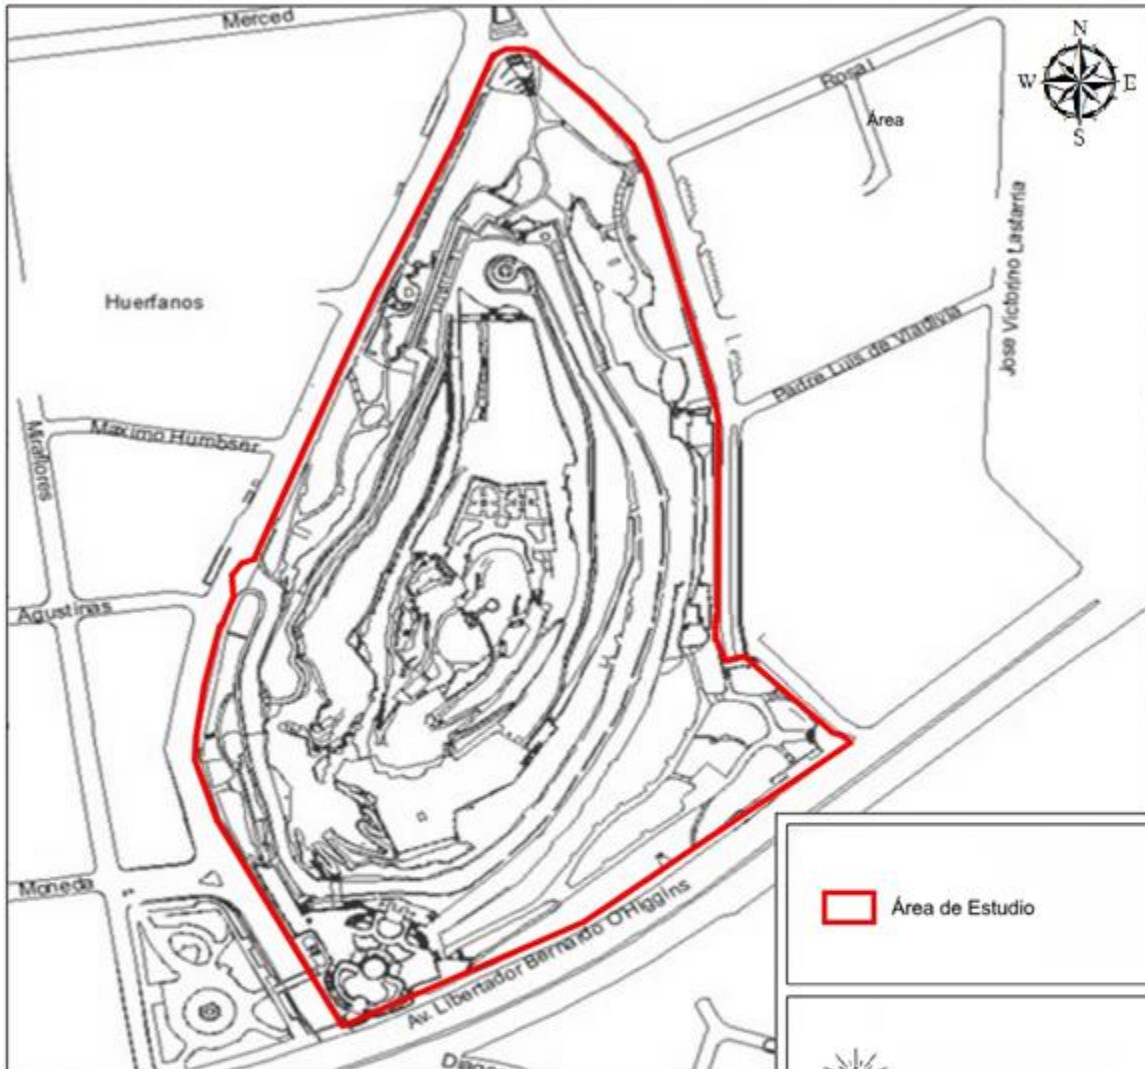 Merced
N
W E
S
Rosal
Área
Jose Victorino Lastarria
Huerfanos
Padre Luis de Vladivia
Maximo Humbser
Miraflores
Agustinas
Moneda
Av. Libertador Bernardo O'Higgins
Área de Estudio